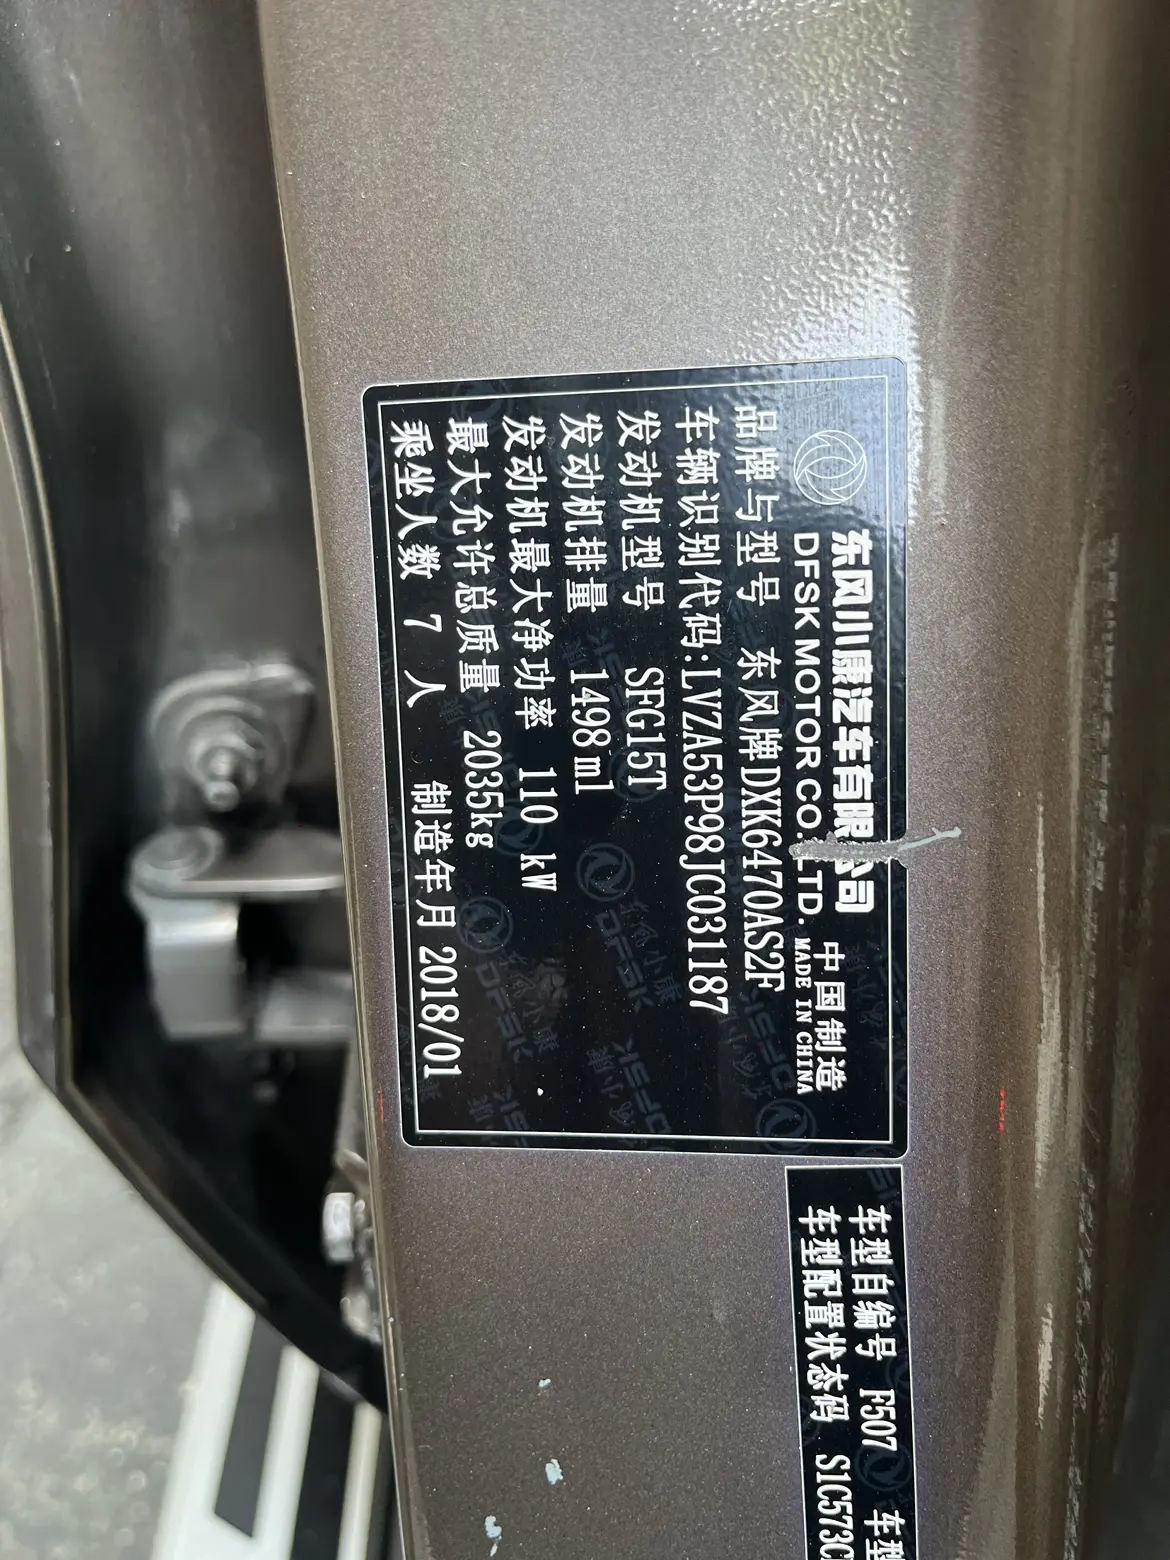 东风小康汽车有限公司
DFSK MOTOR CO., LTD.
中国制造
MADE IN CHINA
品牌与型号 东风牌DXK6470AS2F
车辆识别代码:LVZA53P98JC031187
发动机型号 SFG15T
发动机排量 1498ml
发动机最大净功率 110 kW
最大允许总质量 2035kg
乘坐人数 7 人 制造年月 2018/01
车型自编号 F507 车型
车型配置状态码 S1C573C